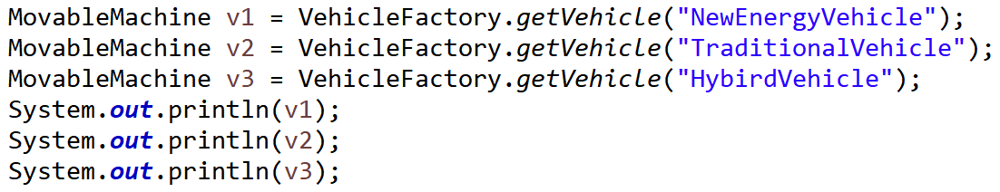 MovableMachine v1 = VehicleFactory.getVehicle("NewEnergyVehicle");
MovableMachine v2 = VehicleFactory.getVehicle("TraditionalVehicle");
MovableMachine v3 = VehicleFactory.getVehicle("HybirdVehicle");
System.out.println(v1);
System.out.println(v2);
System.out.println(v3);